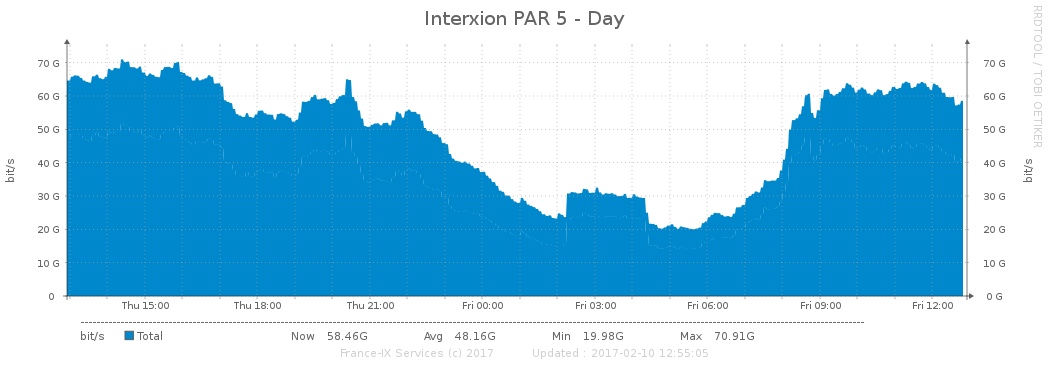 Interxion PAR 5 - Day
RRDTOOL / TOBI OETIKER
bit/s
70 G 70 G
60 G 60 G
50 G 50 G
40 G 40 G
30 G 30 G
20 G 20 G
10 G 10 G
0 0 G
bit/s
Thu 15:00 Thu 18:00 Thu 21:00 Fri 00:00 Fri 03:00 Fri 06:00 Fri 09:00 Fri 12:00
bit/s Total Now 58.46G Avg 48.16G Min 19.98G Max 70.91G
France-IX Services (c) 2017 Updated : 2017-02-10 12:55:05